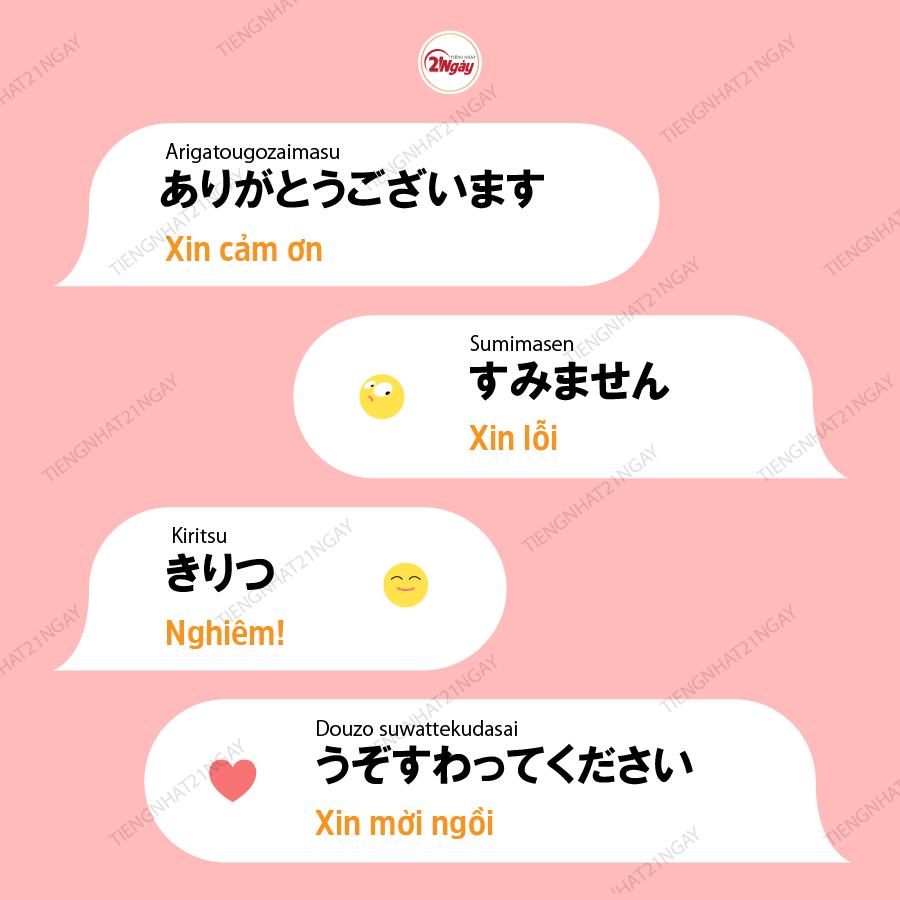 TIẾNG NHẬT
21Ngày
Arigatougozaimasu
ありがとうございます
Xin cảm ơn
Sumimasen
すみません
Xin lỗi
Kiritsu
きりつ
Nghiêm!
Douzo suwattekudasai
うぞすわってください
Xin mời ngồi
TIENGNHAT21NGAY